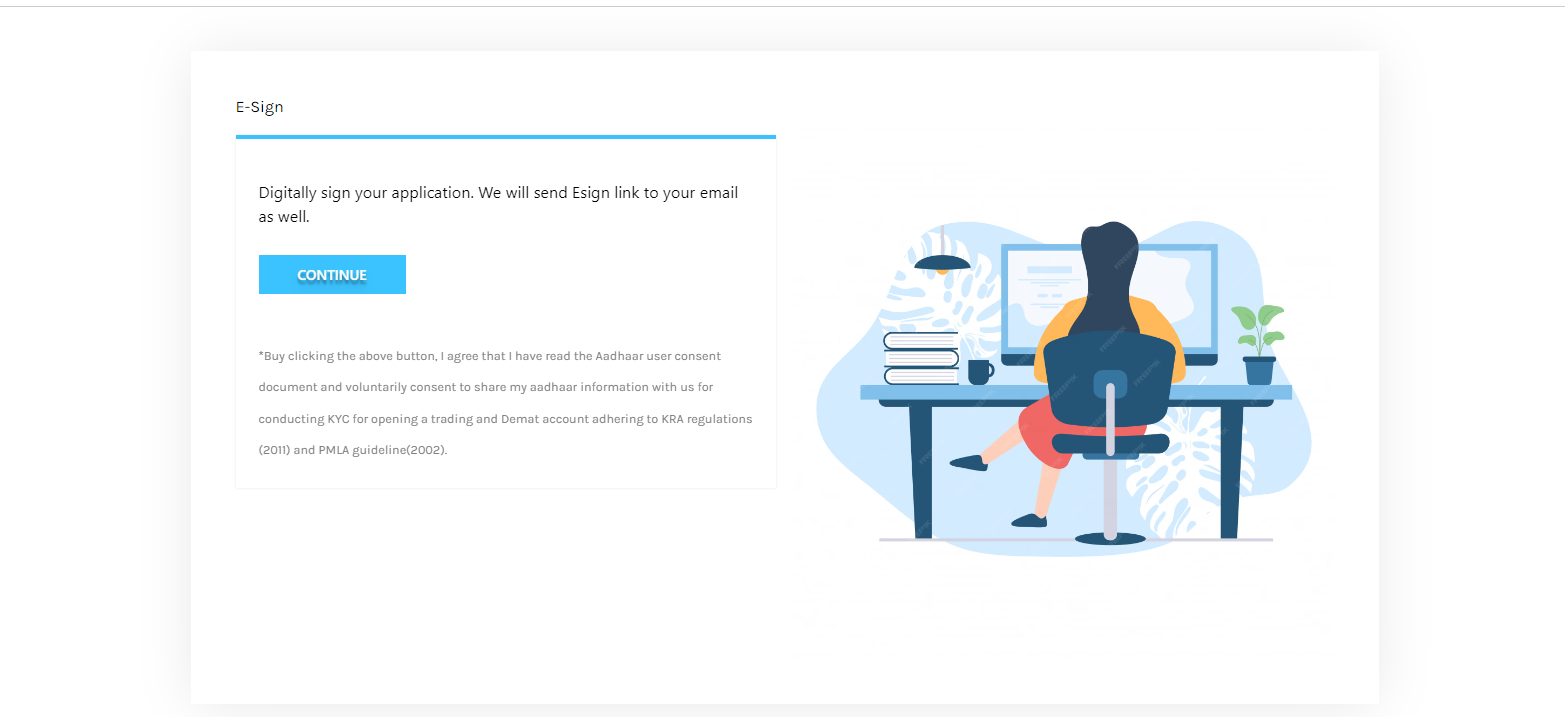 E-Sign
Digitally sign your application. We will send Esign link to your email
as well.
CONTINUE
*Buy clicking the above button, I agree that I have read the Aadhaar user consent
document and voluntarily consent to share my aadhaar information with us for
conducting KYC for opening a trading and Demat account adhering to KRA regulations
(2011) and PMLA guideline(2002).